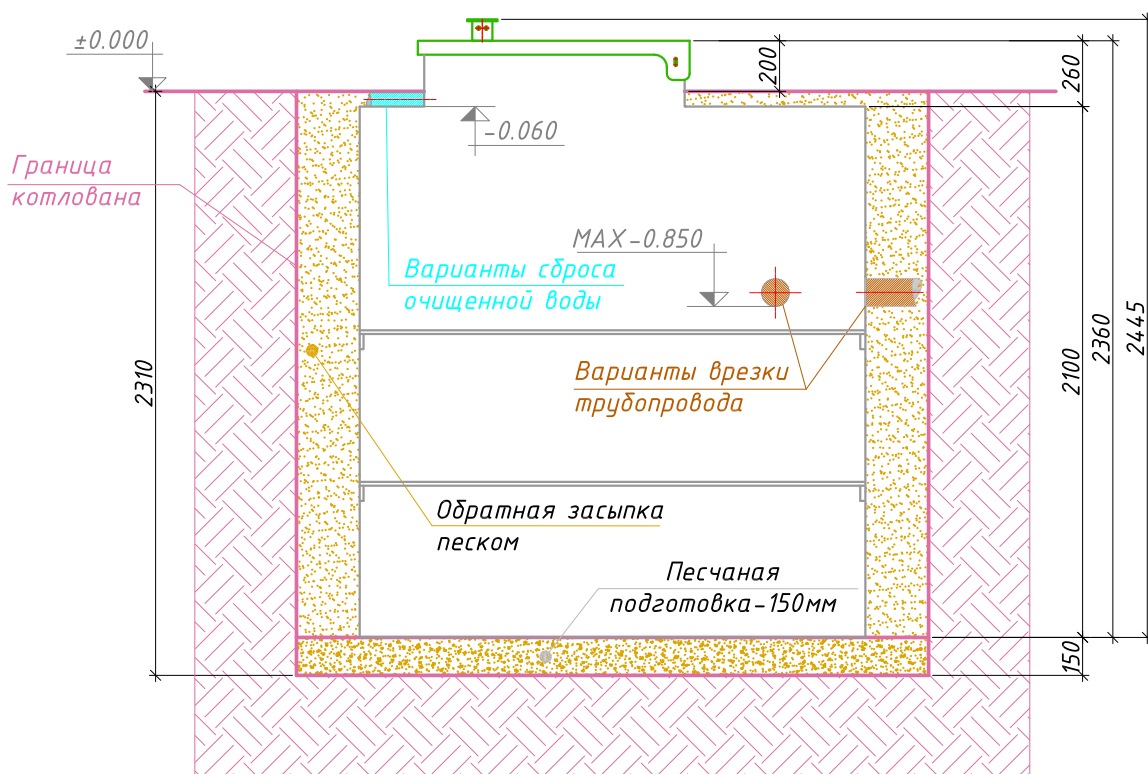 ±0.000
200
260
-0.060
Граница
котлована
MAX-0.850
Варианты сброса
очищенной воды
2310
2100
2360
2445
Варианты врезки
трубопровода
Обратная засыпка
песком
Песчаная
подготовка-150мм
150